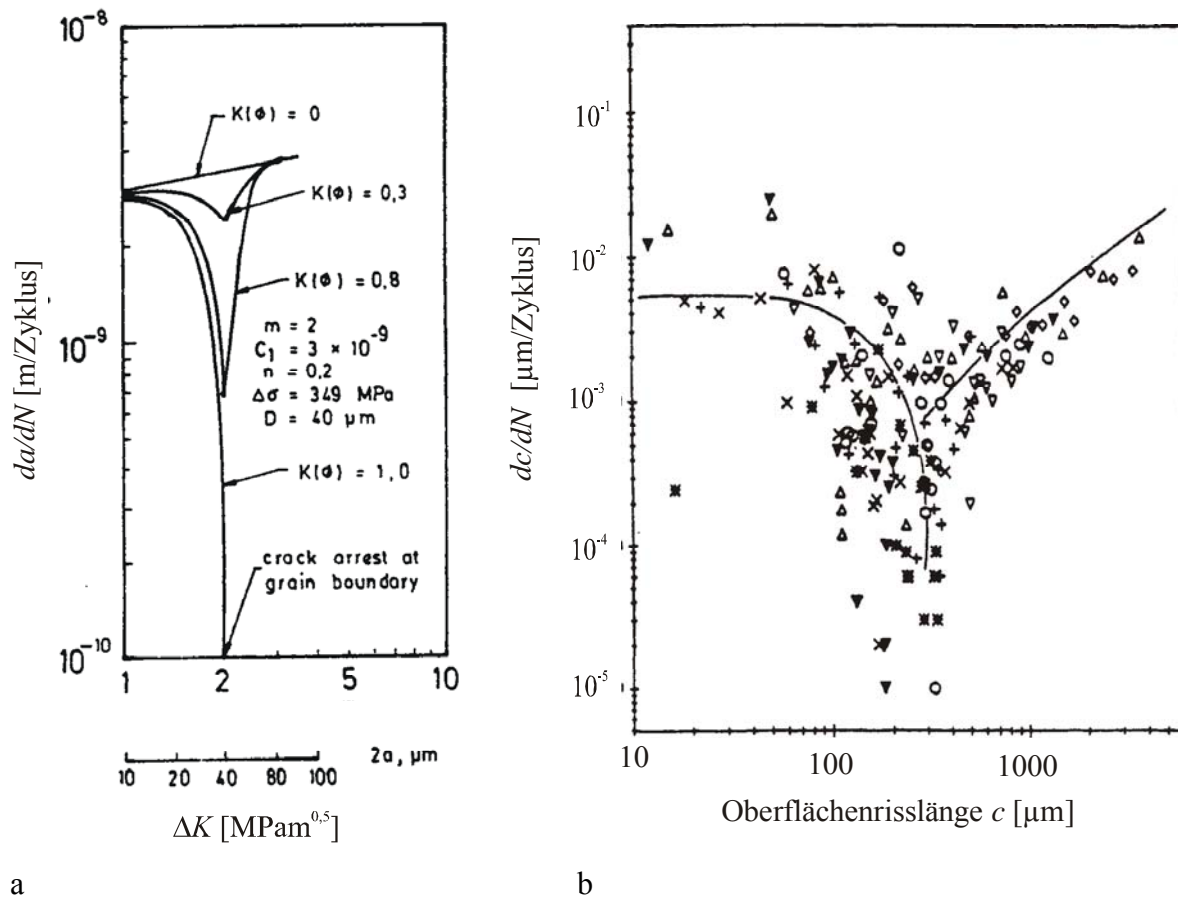 10⁻⁸
K(ϕ) = 0
K(ϕ) = 0,3
K(ϕ) = 0,8
m = 2
C₁ = 3 × 10⁻⁹
n = 0,2
Δσ = 349 MPa
D = 40 µm
K(ϕ) = 1,0
crack arrest at
grain boundary
10⁻⁹
10⁻¹⁰
da/dN [m/Zyklus]
1 2 5 10
10 20 40 80 100 2a, µm
ΔK [MPam⁰,⁵]
a
10⁻¹
10⁻²
10⁻³
10⁻⁴
10⁻⁵
dc/dN [µm/Zyklus]
10 100 1000
Oberflächenrisslänge c [µm]
b